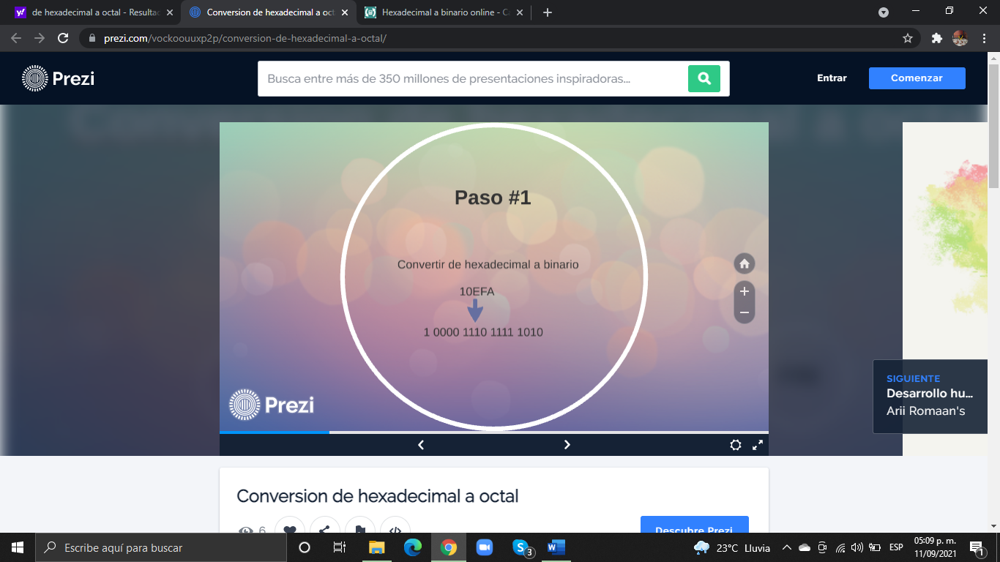 de hexadecimal a octal - Resultac
Conversion de hexadecimal a oct
Hexadecimal a binario online - Ca
prezi.com/vockoouuxp2p/conversion-de-hexadecimal-a-octal/
Prezi
Busca entre más de 350 millones de presentaciones inspiradoras...
Entrar
Comenzar
Paso #1
Convertir de hexadecimal a binario
10EFA
1 0000 1110 1111 1010
Prezi
SIGUIENTE
Desarrollo hu...
Arii Romaan's
Conversion de hexadecimal a octal
6
Descubre Prezi
Escribe aquí para buscar
3
23°C Lluvia
ESP
05:09 p. m.
11/09/2021
1